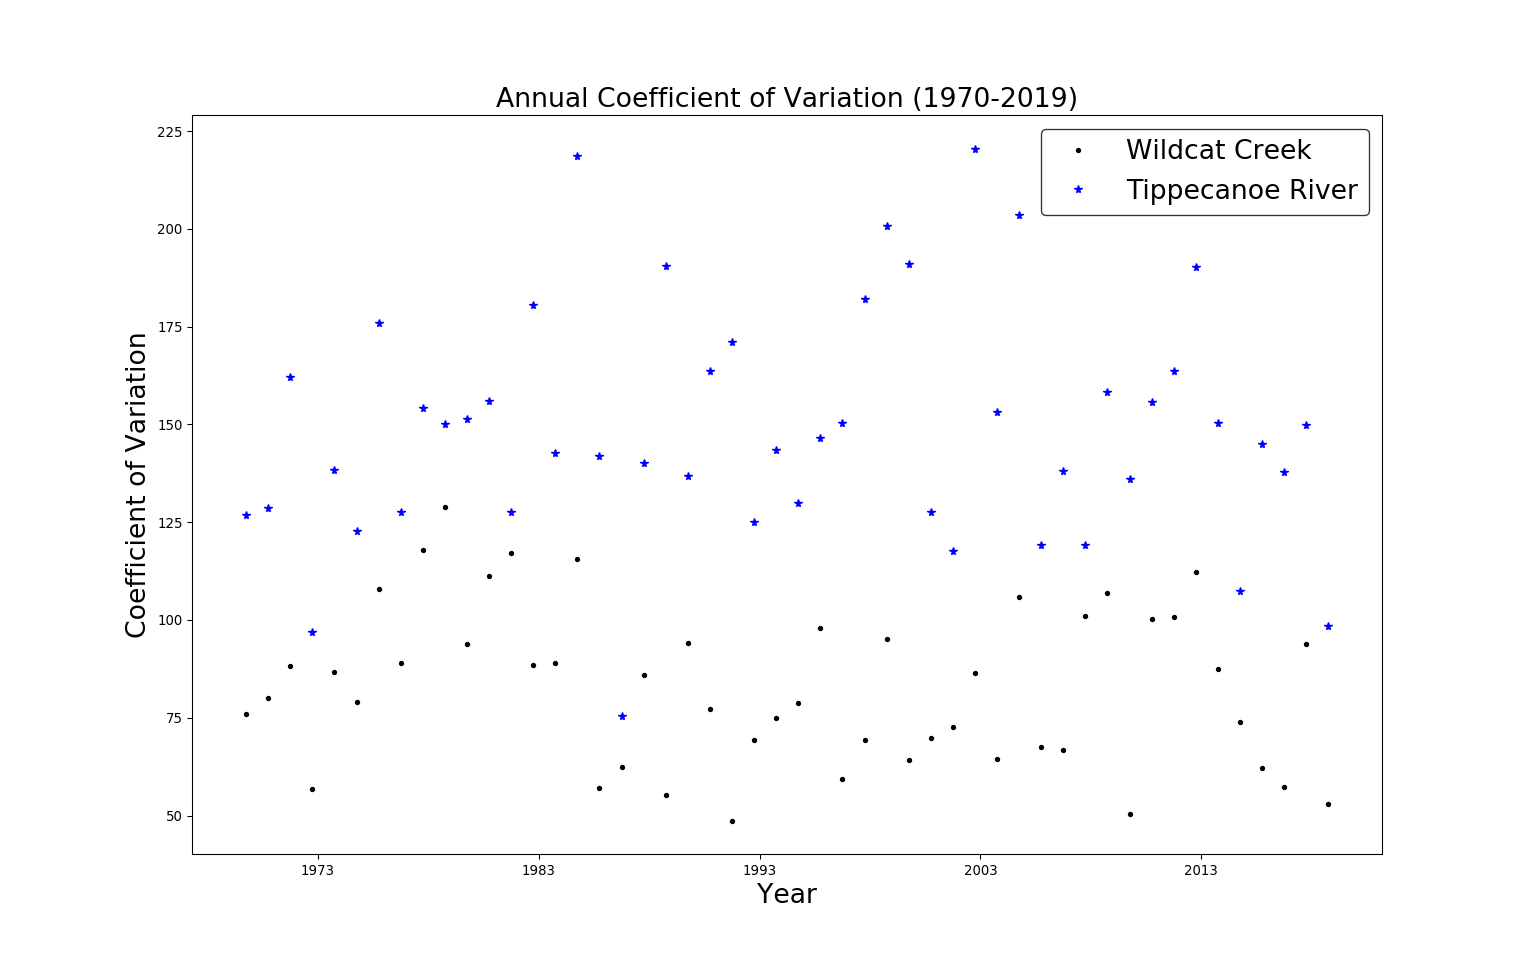 Annual Coefficient of Variation (1970-2019)
Wildcat Creek
Tippecanoe River
Coefficient of Variation
225
200
175
150
125
100
75
50
1973
1983
1993
2003
2013
Year